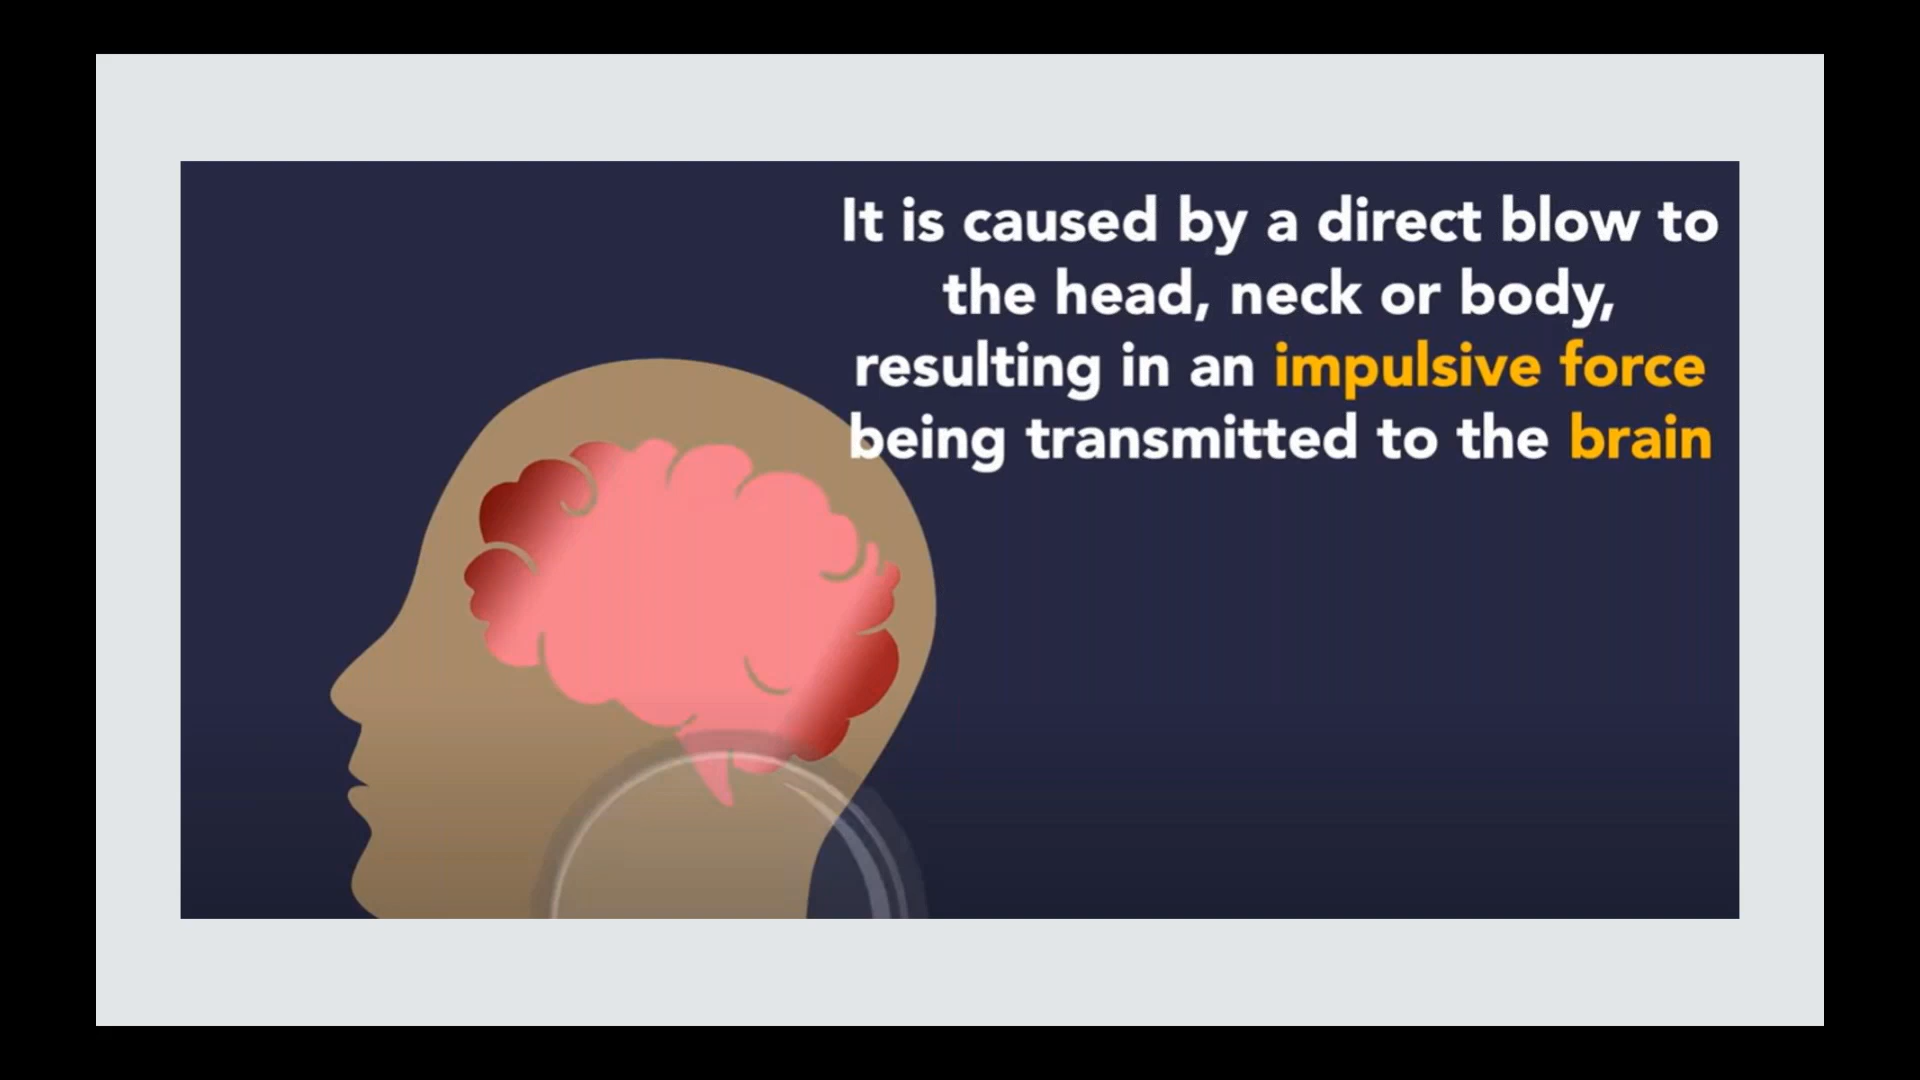 It is caused by a direct blow to
the head, neck or body,
resulting in an impulsive force
being transmitted to the brain